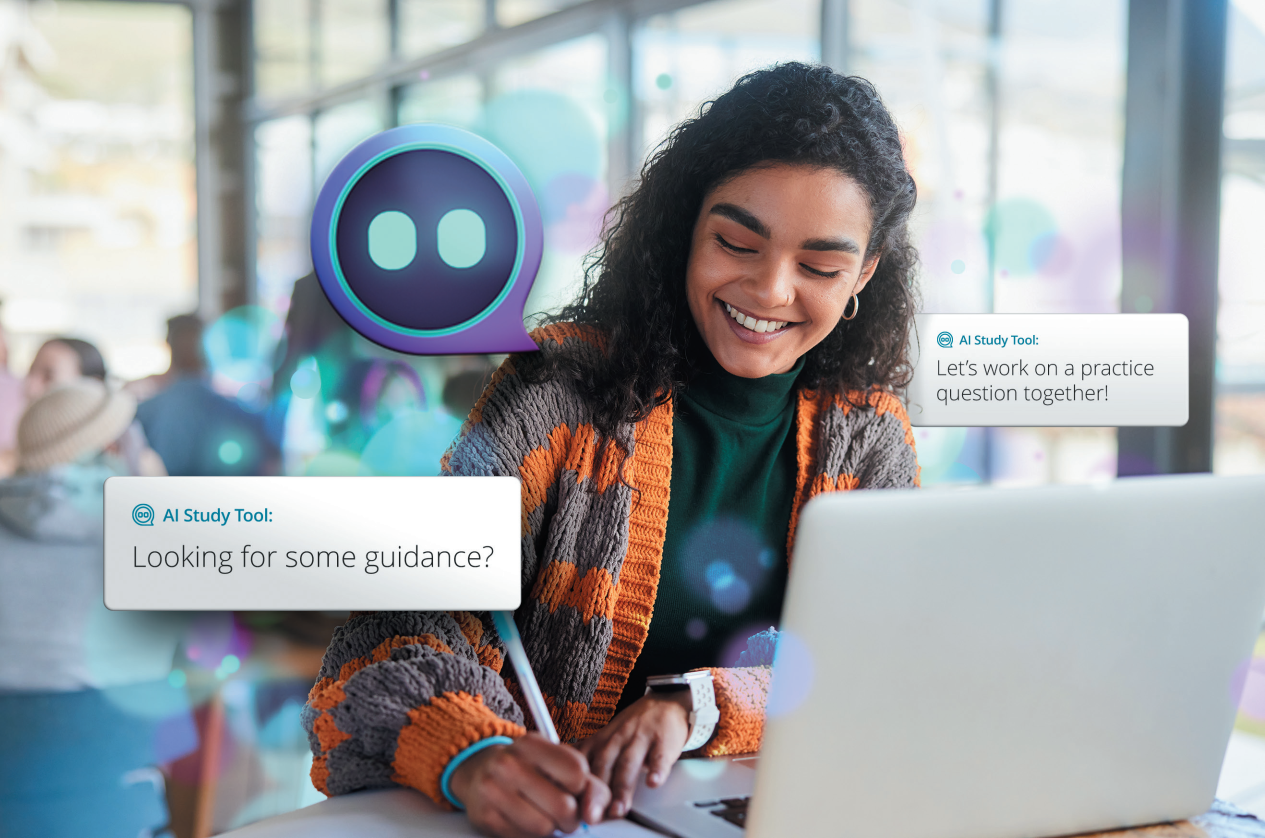 AI Study Tool:
Let's work on a practice
question together!
AI Study Tool:
Looking for some guidance?